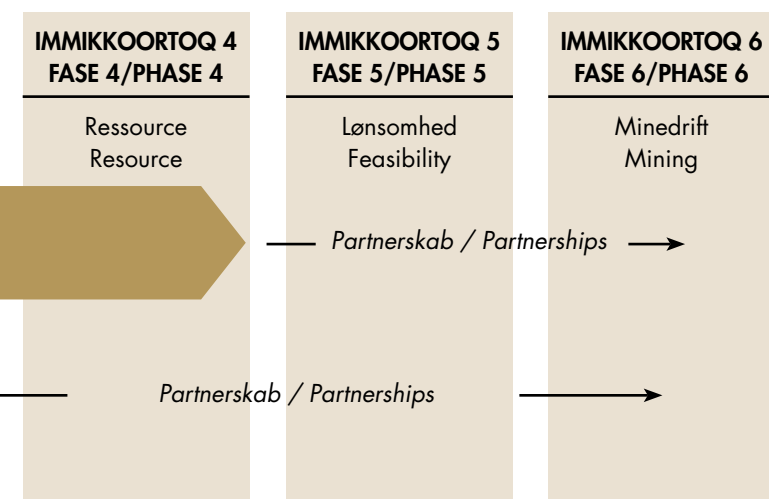 IMMIKKOORTOQ 4
FASE 4/PHASE 4
Ressource
Resource
IMMIKKOORTOQ 5
FASE 5/PHASE 5
Lønsomhed
Feasibility
IMMIKKOORTOQ 6
FASE 6/PHASE 6
Minedrift
Mining
Partnerskab / Partnerships
Partnerskab / Partnerships